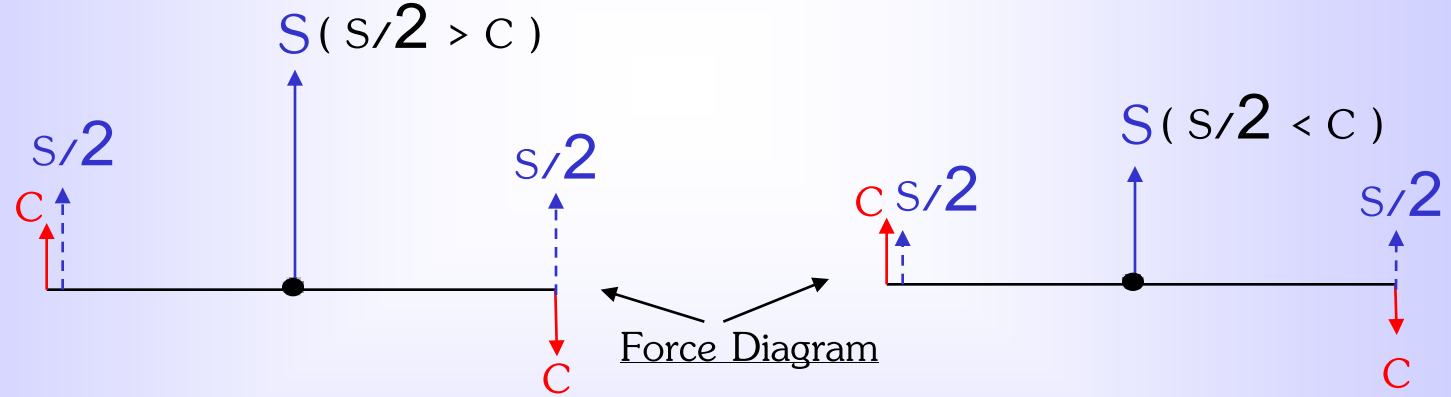 S ( S/2 > C )
S/2
S/2
C
C
S ( S/2 < C )
C S/2
S/2
C
Force Diagram